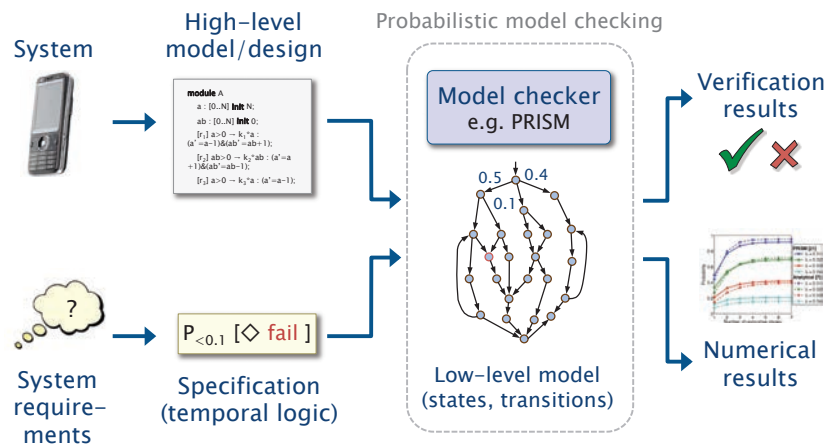 Probabilistic model checking
System
High-level
model/design
module A
a : [0..N] init N;
ab : [0..N] init 0;
[r₁] a>0 → k₁*a :
(a'=a-1)&(ab'=ab+1);
[r₂] ab>0 → k₂*ab : (a'=a
+1)&(ab'=ab-1);
[r₃] a>0 → k₃*a : (a'=a-1);
Model checker
e.g. PRISM
Verification
results
0.5
0.4
0.1
?
P<0.1 [◇ fail ]
System
require-
ments
Specification
(temporal logic)
Low-level model
(states, transitions)
Numerical
results